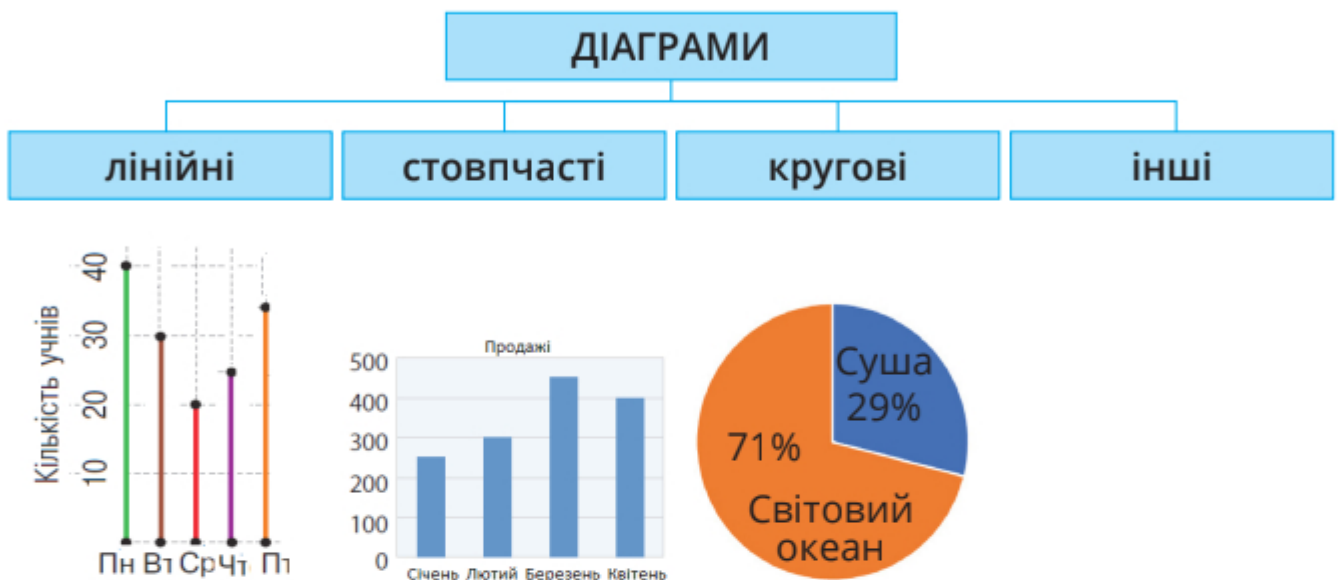 ДІАГРАМИ
лінійні
стовпчасті
кругові
інші
Кількість учнів
40
30
20
10
Пн Вт Ср Чт Пт
Продажі
500
400
300
200
100
0
Січень Лютий Березень Квітень
Суша
29%
71%
Світовий
океан